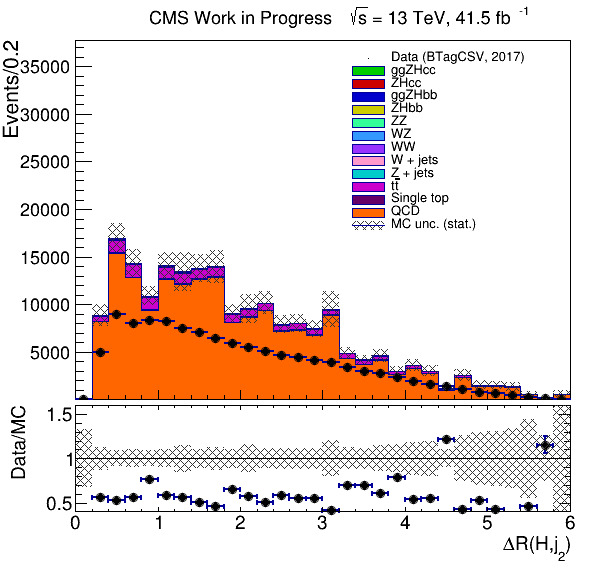 CMS Work in Progress √s = 13 TeV, 41.5 fb⁻¹
Events/0.2
35000
30000
25000
20000
15000
10000
5000
Data (BTagCSV, 2017)
ggZHcc
ZHcc
ggZHbb
ZHbb
ZZ
WZ
WW
W + jets
Z + jets
tt̄
Single top
QCD
MC unc. (stat.)
Data/MC
1.5
1
0.5
0 1 2 3 4 5 6
ΔR(H,j₂)